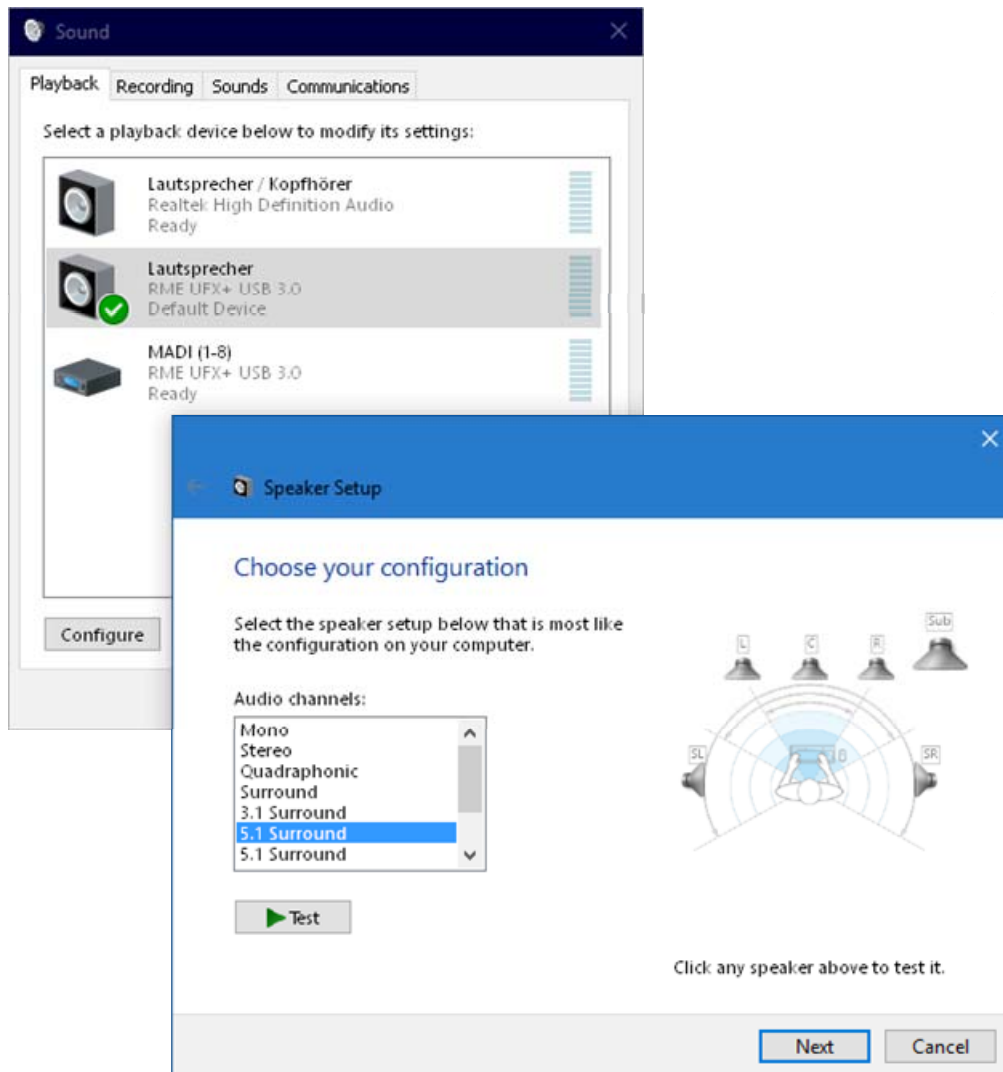 Sound
Playback Recording Sounds Communications
Select a playback device below to modify its settings:
Lautsprecher / Kopfhörer
Realtek High Definition Audio
Ready
Lautsprecher
RME UFX+ USB 3.0
Default Device
MADI (1-8)
RME UFX+ USB 3.0
Ready
Configure
Speaker Setup
Choose your configuration
Select the speaker setup below that is most like
the configuration on your computer.
Audio channels:
Mono
Stereo
Quadraphonic
Surround
3.1 Surround
5.1 Surround
5.1 Surround
Test
L C R Sub
SL SR
Click any speaker above to test it.
Next Cancel